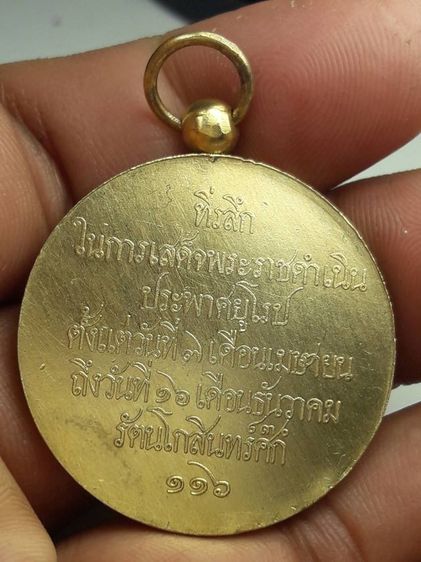 ที่รฦก
ในการเสด็จพระราชดำเนิน
ประพาศยุโรป
ตั้งแต่วันที่ ๗ เดือนเมษายน
ถึงวันที่ ๑๖ เดือนธันวาคม
รัตนโกสินทร์ศก๊
๑๑๖